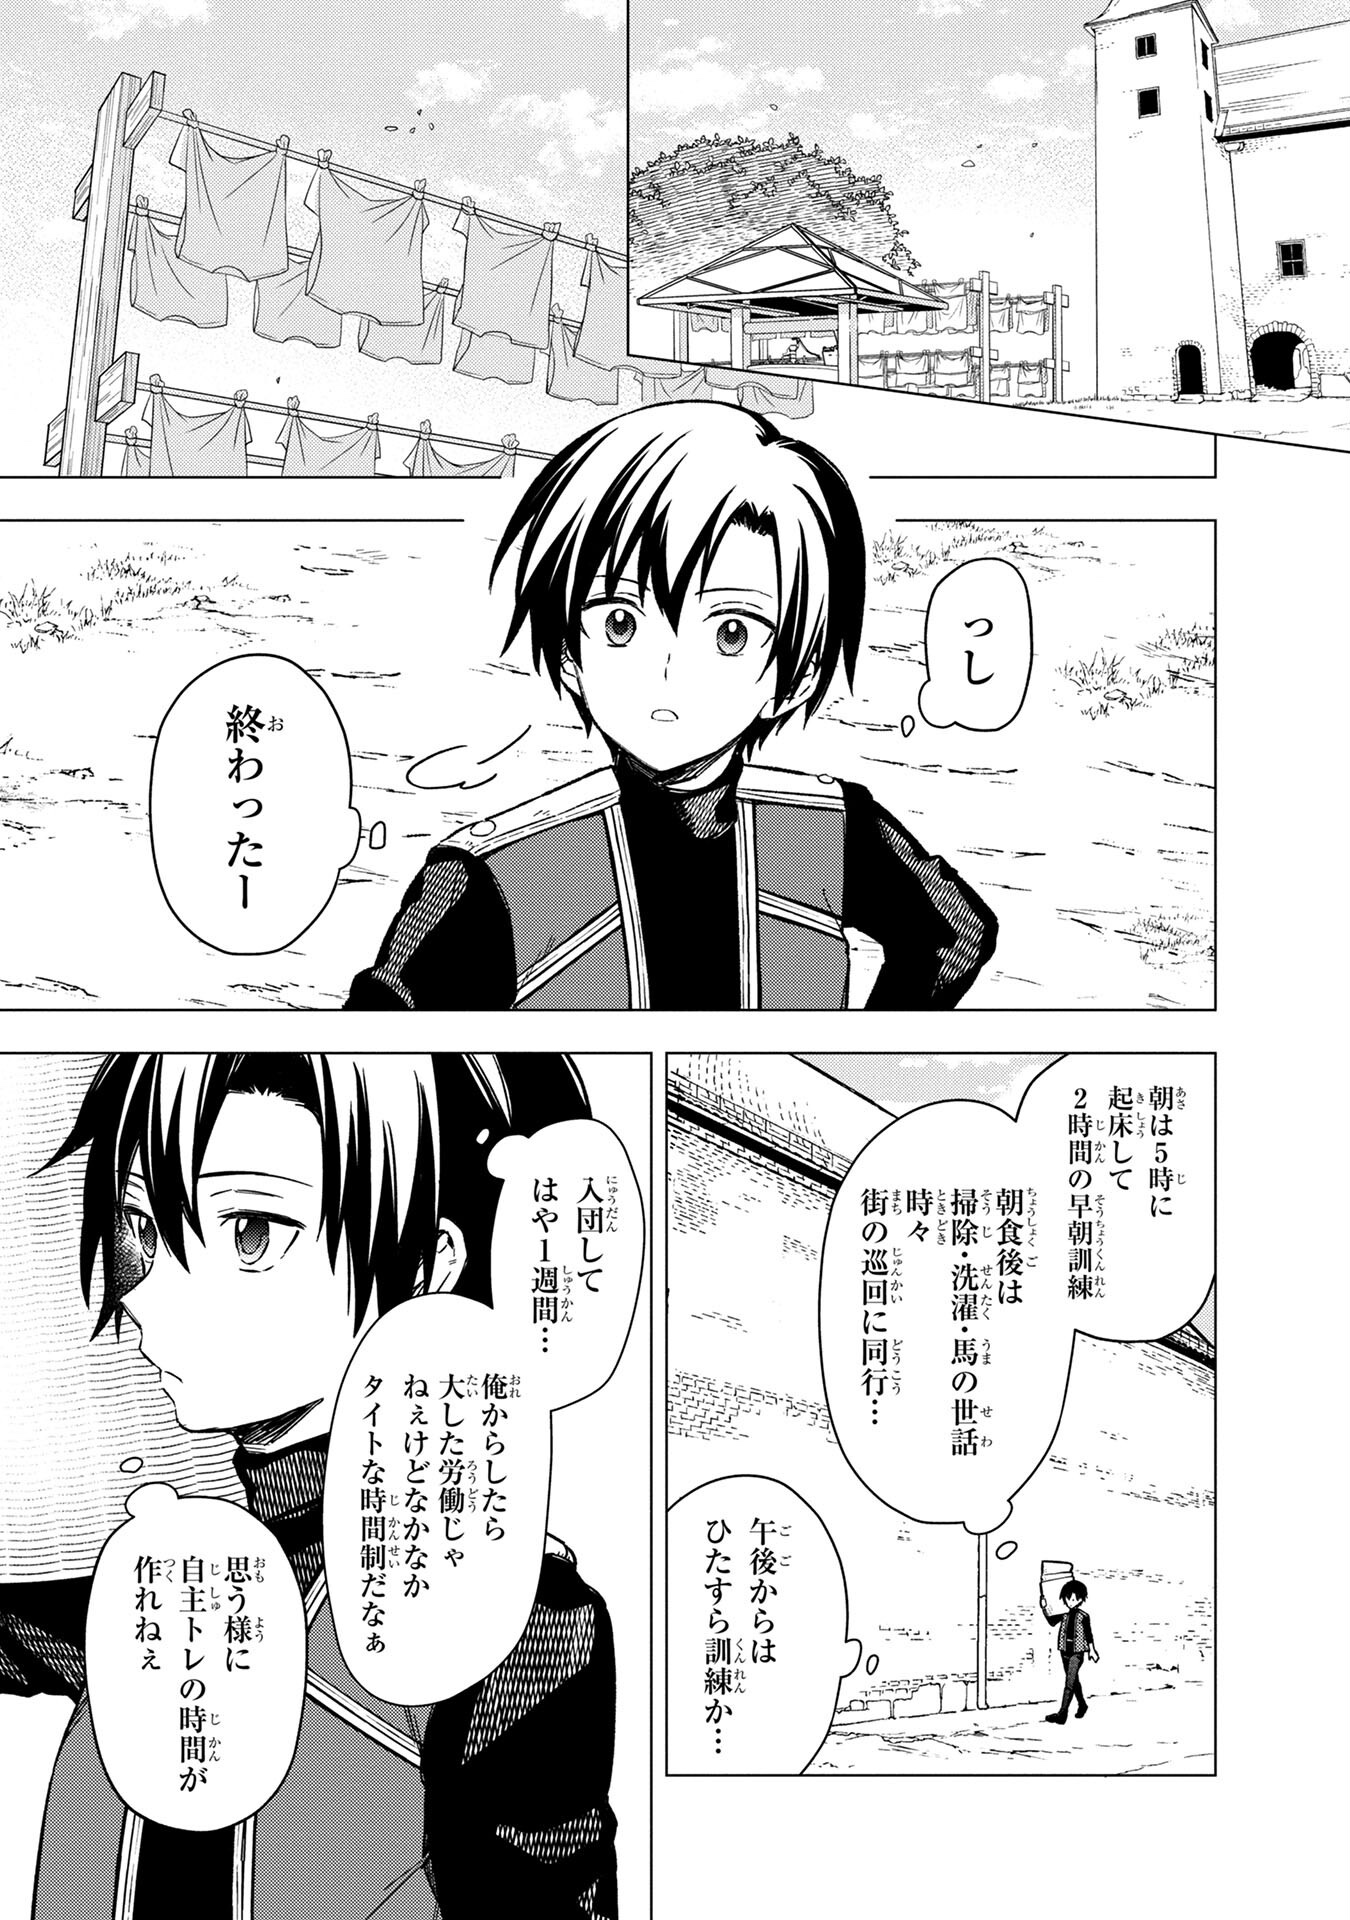 っし
終わったー
朝は5時に
起床して
2時間の早朝訓練
朝食後は
掃除・洗濯・馬の世話
時々
街の巡回に同行…
午後からは
ひたすら訓練か…
入団して
はや1週間…
俺からしたら
大した労働じゃ
ねぇけどなかなか
タイトな時間制だなぁ
思う様に
自主トレの時間が
作れねぇ